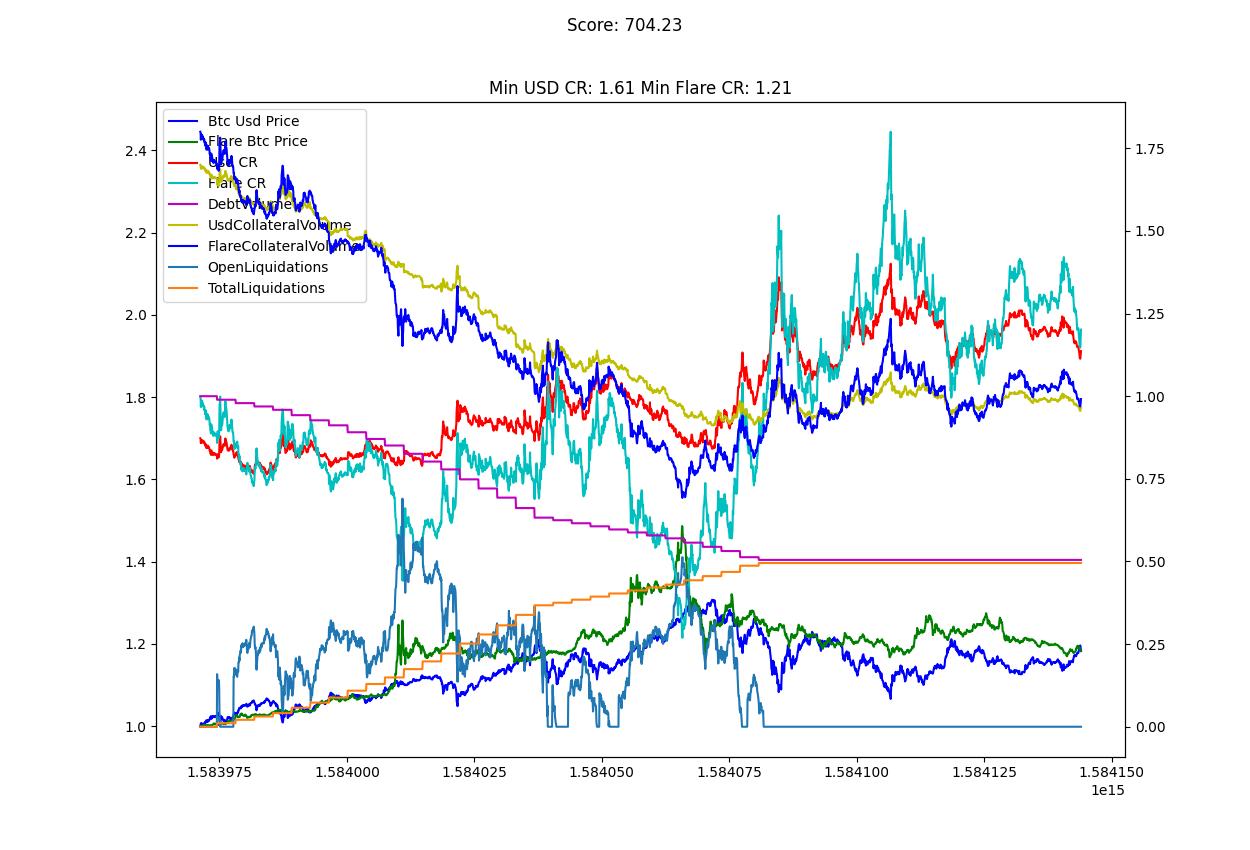 Score: 704.23
Min USD CR: 1.61 Min Flare CR: 1.21
Btc Usd Price
Flare Btc Price
Usd CR
Flare CR
DebtVolume
UsdCollateralVolume
FlareCollateralVolume
OpenLiquidations
TotalLiquidations
2.4
2.2
2.0
1.8
1.6
1.4
1.2
1.0
1.75
1.50
1.25
1.00
0.75
0.50
0.25
0.00
1.583975 1.584000 1.584025 1.584050 1.584075 1.584100 1.584125 1.584150
1e15